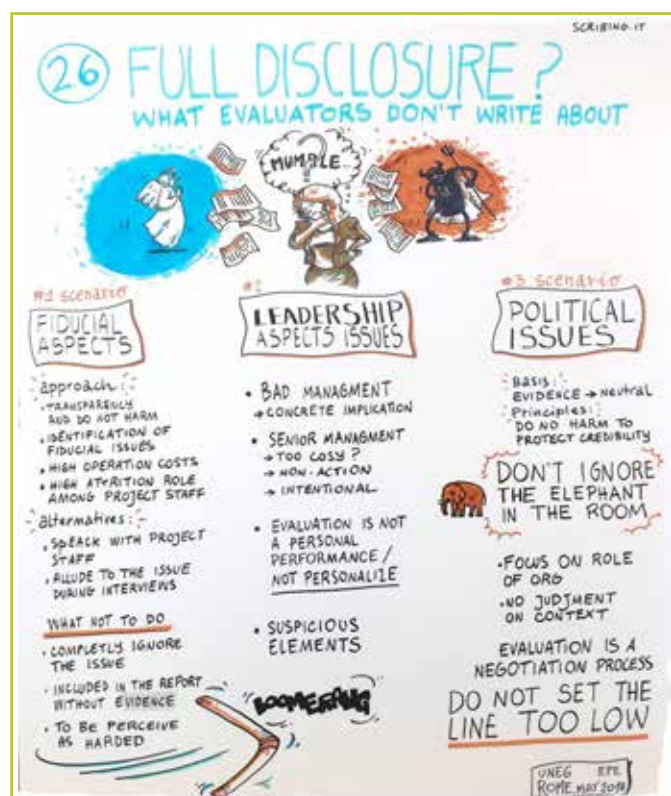 SCRIBING.IT
26 FULL DISCLOSURE?
WHAT EVALUATORS DON'T WRITE ABOUT
MUMBLE
?
#1 scenario
FIDUCIAL
ASPECTS
approach:
• TRANSPARENCY
AND DO NOT HARM
• IDENTIFICATION OF
FIDUCIAL ISSUES
• HIGH OPERATION COSTS
• HIGH ATTRITION ROLE
AMONG PROJECT STAFF
alternatives:
• SPEACK WITH PROJECT
STAFF
• ALLUDE TO THE ISSUE
DURING INTERVIEWS
WHAT NOT TO DO
• COMPLETLY IGNORE
THE ISSUE
• INCLUDED IN THE REPORT
WITHOUT EVIDENCE
• TO BE PERCEIVE
AS HARDED
LEADERSHIP
ASPECTS ISSUES
• BAD MANAGMENT
→ CONCRETE IMPLICATION
• SENIOR MANAGMENT
→ TOO COSY?
→ NON-ACTION
→ INTENTIONAL
• EVALUATION IS NOT
A PERSONAL
PERFORMANCE/
NOT PERSONALIZE
• SUSPICIOUS
ELEMENTS
BOOMERANG
#3 scenario
POLITICAL
ISSUES
Basis:
EVIDENCE → Neutral
Principles:
DO NO HARM TO
PROTECT CREDIBILITY
DON'T IGNORE
THE ELEPHANT
IN THE ROOM
• FOCUS ON ROLE
OF ORG
• NO JUDJMENT
ON CONTEXT
EVALUATION IS A
NEGOTIATION PROCESS
DO NOT SET THE
LINE TOO LOW
UNEG EPE
ROME, MAY 2018